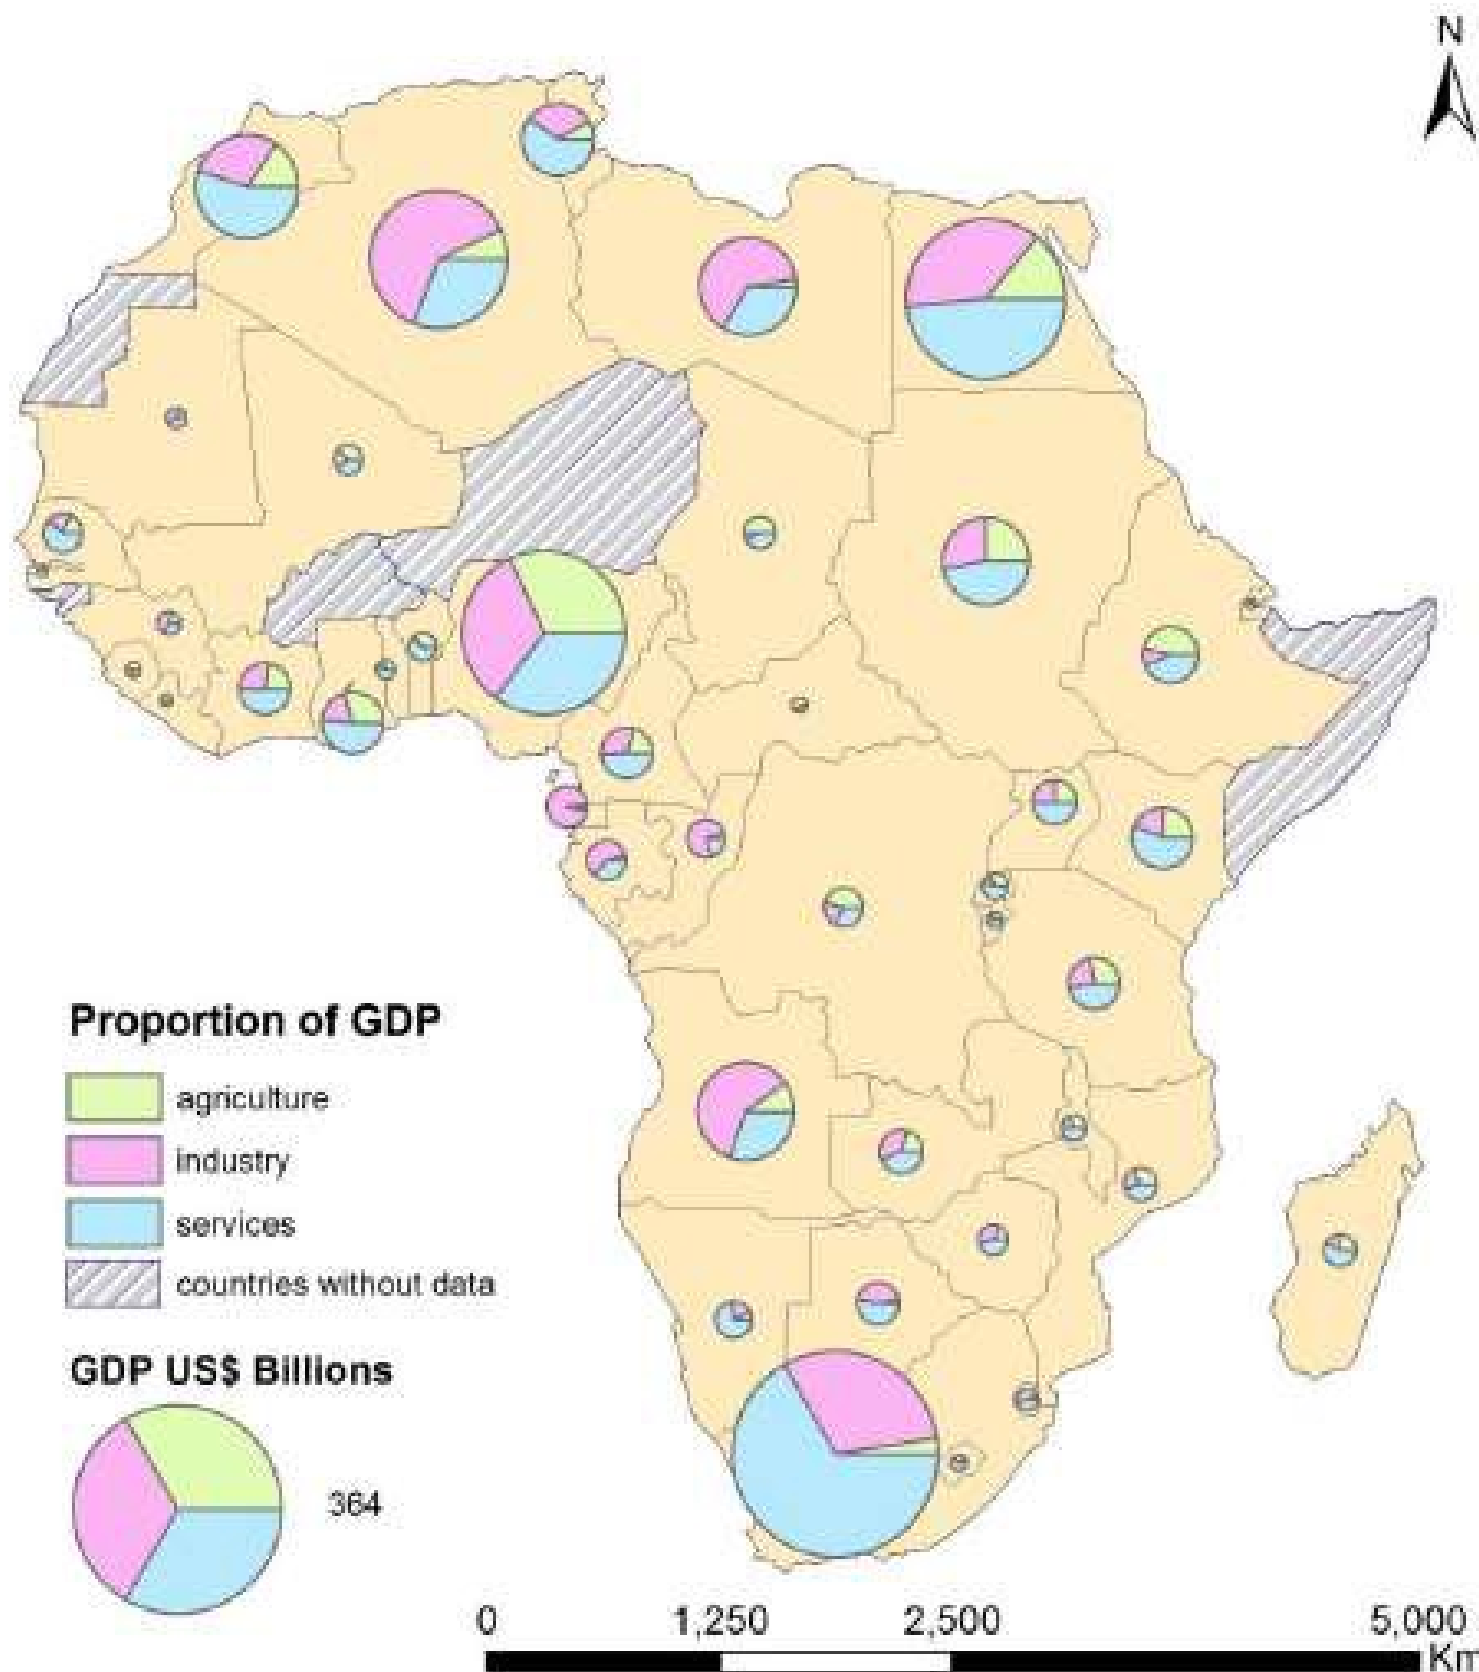 N
Proportion of GDP
agriculture
industry
services
countries without data
GDP US$ Billions
364
0 1,250 2,500 5,000
Km